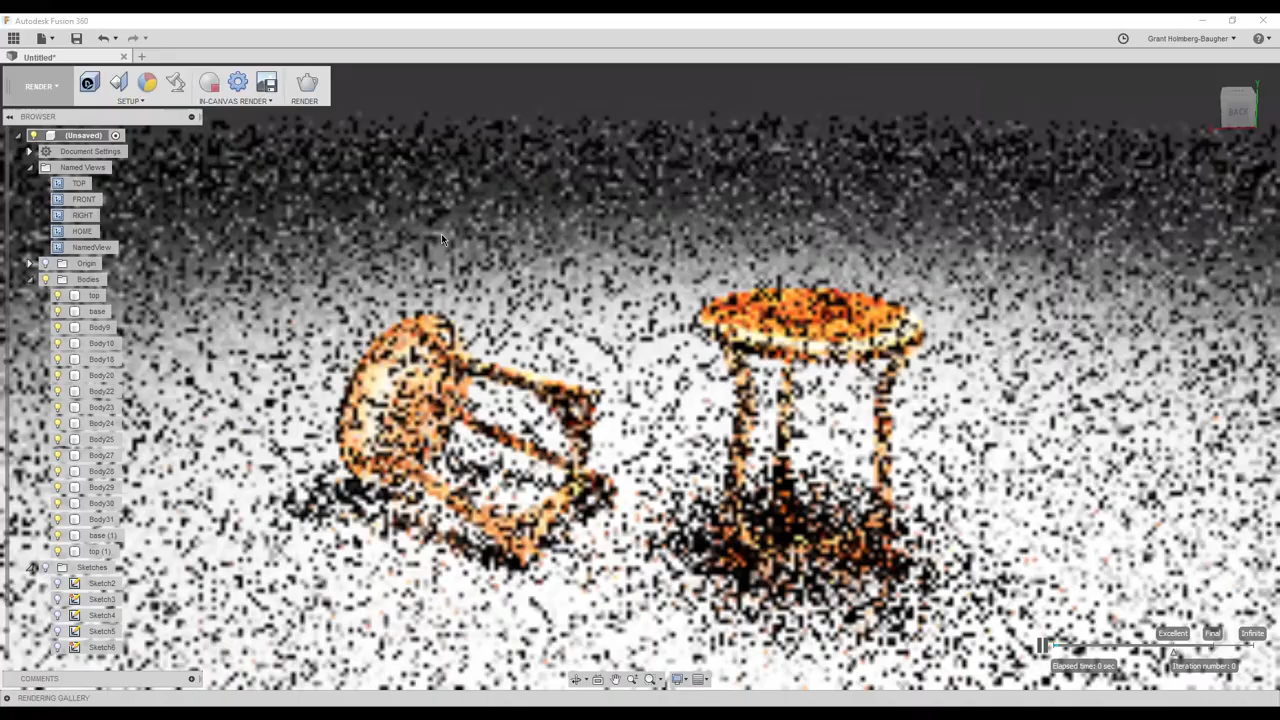 Autodesk Fusion 360
Grant Holmberg-Baugher
Untitled*
RENDER
SETUP
IN-CANVAS RENDER
RENDER
BACK
BROWSER
(Unsaved)
Document Settings
Named Views
TOP
FRONT
RIGHT
HOME
NamedView
Origin
Bodies
top
base
Body9
Body10
Body18
Body20
Body22
Body23
Body24
Body25
Body27
Body28
Body29
Body30
Body31
base (1)
top (1)
Sketches
Sketch2
Sketch3
Sketch4
Sketch5
Sketch6
Excellent Final Infinite
Elapsed time: 0 sec Iteration number: 0
COMMENTS
RENDERING GALLERY